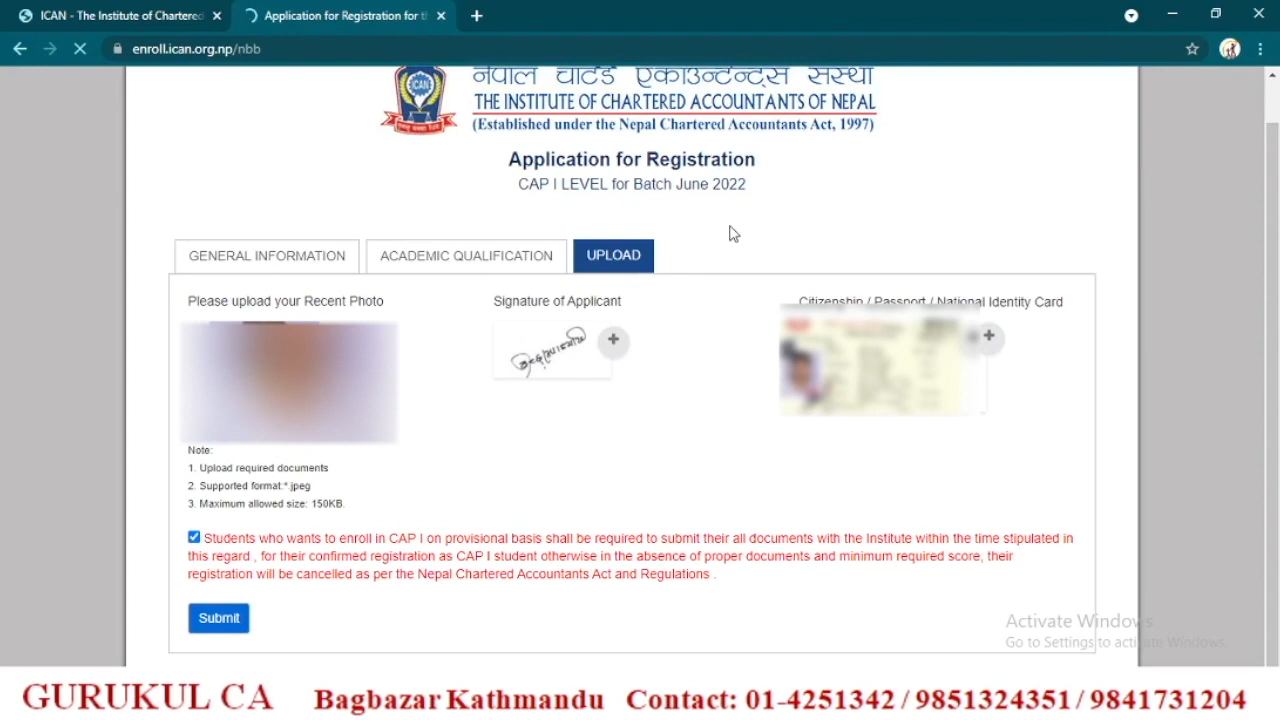 ICAN - The Institute of Chartered
Application for Registration for th
enroll.ican.org.np/nbb
नेपाल चार्टर्ड एकाउन्टेन्ट्स संस्था
THE INSTITUTE OF CHARTERED ACCOUNTANTS OF NEPAL
(Established under the Nepal Chartered Accountants Act, 1997)
ICAN
Application for Registration
CAP I LEVEL for Batch June 2022
GENERAL INFORMATION
ACADEMIC QUALIFICATION
UPLOAD
Please upload your Recent Photo
Signature of Applicant
Citizenship / Passport / National Identity Card
Note:
1. Upload required documents
2. Supported format:*.jpeg
3. Maximum allowed size: 150KB.
Students who wants to enroll in CAP I on provisional basis shall be required to submit their all documents with the Institute within the time stipulated in
this regard , for their confirmed registration as CAP I student otherwise in the absence of proper documents and minimum required score, their
registration will be cancelled as per the Nepal Chartered Accountants Act and Regulations .
Submit
Activate Windows
Go to Settings to activate Windows.
GURUKUL CA Bagbazar Kathmandu Contact: 01-4251342 / 9851324351 / 9841731204